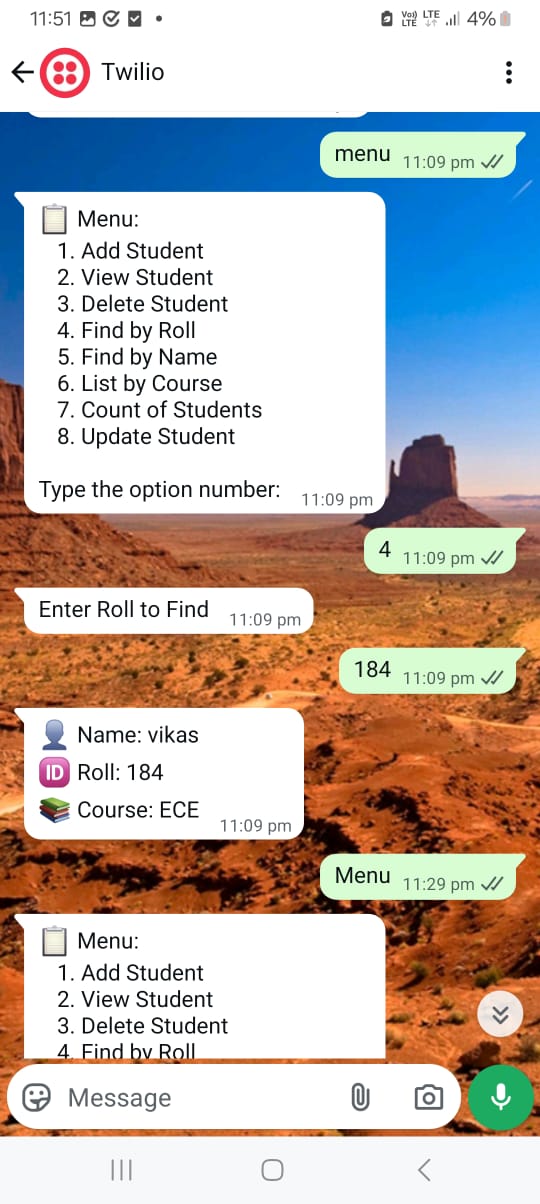 11:51
Vo)) LTE
LTE
4%
Twilio
menu 11:09 pm
Menu:
1. Add Student
2. View Student
3. Delete Student
4. Find by Roll
5. Find by Name
6. List by Course
7. Count of Students
8. Update Student
Type the option number: 11:09 pm
4 11:09 pm
Enter Roll to Find 11:09 pm
184 11:09 pm
Name: vikas
ID Roll: 184
Course: ECE 11:09 pm
Menu 11:29 pm
Menu:
1. Add Student
2. View Student
3. Delete Student
4. Find by Roll
Message